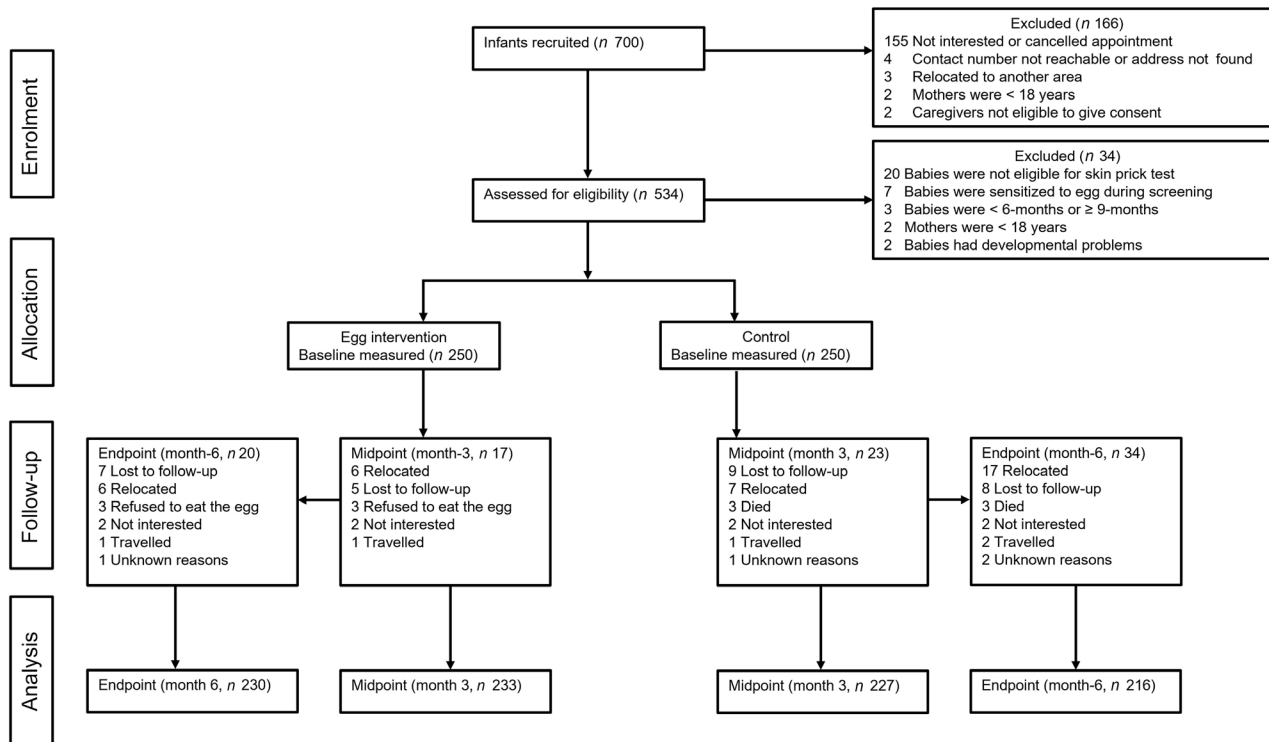 Enrolment
Infants recruited (n 700)
Excluded (n 166)
155 Not interested or cancelled appointment
4 Contact number not reachable or address not found
3 Relocated to another area
2 Mothers were < 18 years
2 Caregivers not eligible to give consent
Assessed for eligibility (n 534)
Excluded (n 34)
20 Babies were not eligible for skin prick test
7 Babies were sensitized to egg during screening
3 Babies were < 6-months or ≥ 9-months
2 Mothers were < 18 years
2 Babies had developmental problems
Allocation
Egg intervention
Baseline measured (n 250)
Control
Baseline measured (n 250)
Follow-up
Endpoint (month-6, n 20)
7 Lost to follow-up
6 Relocated
3 Refused to eat the egg
2 Not interested
1 Travelled
1 Unknown reasons
Midpoint (month-3, n 17)
6 Relocated
5 Lost to follow-up
3 Refused to eat the egg
2 Not interested
1 Travelled
Midpoint (month 3, n 23)
9 Lost to follow-up
7 Relocated
3 Died
2 Not interested
1 Travelled
1 Unknown reasons
Endpoint (month-6, n 34)
17 Relocated
8 Lost to follow-up
3 Died
2 Not interested
2 Travelled
2 Unknown reasons
Analysis
Endpoint (month 6, n 230)
Midpoint (month 3, n 233)
Midpoint (month 3, n 227)
Endpoint (month-6, n 216)